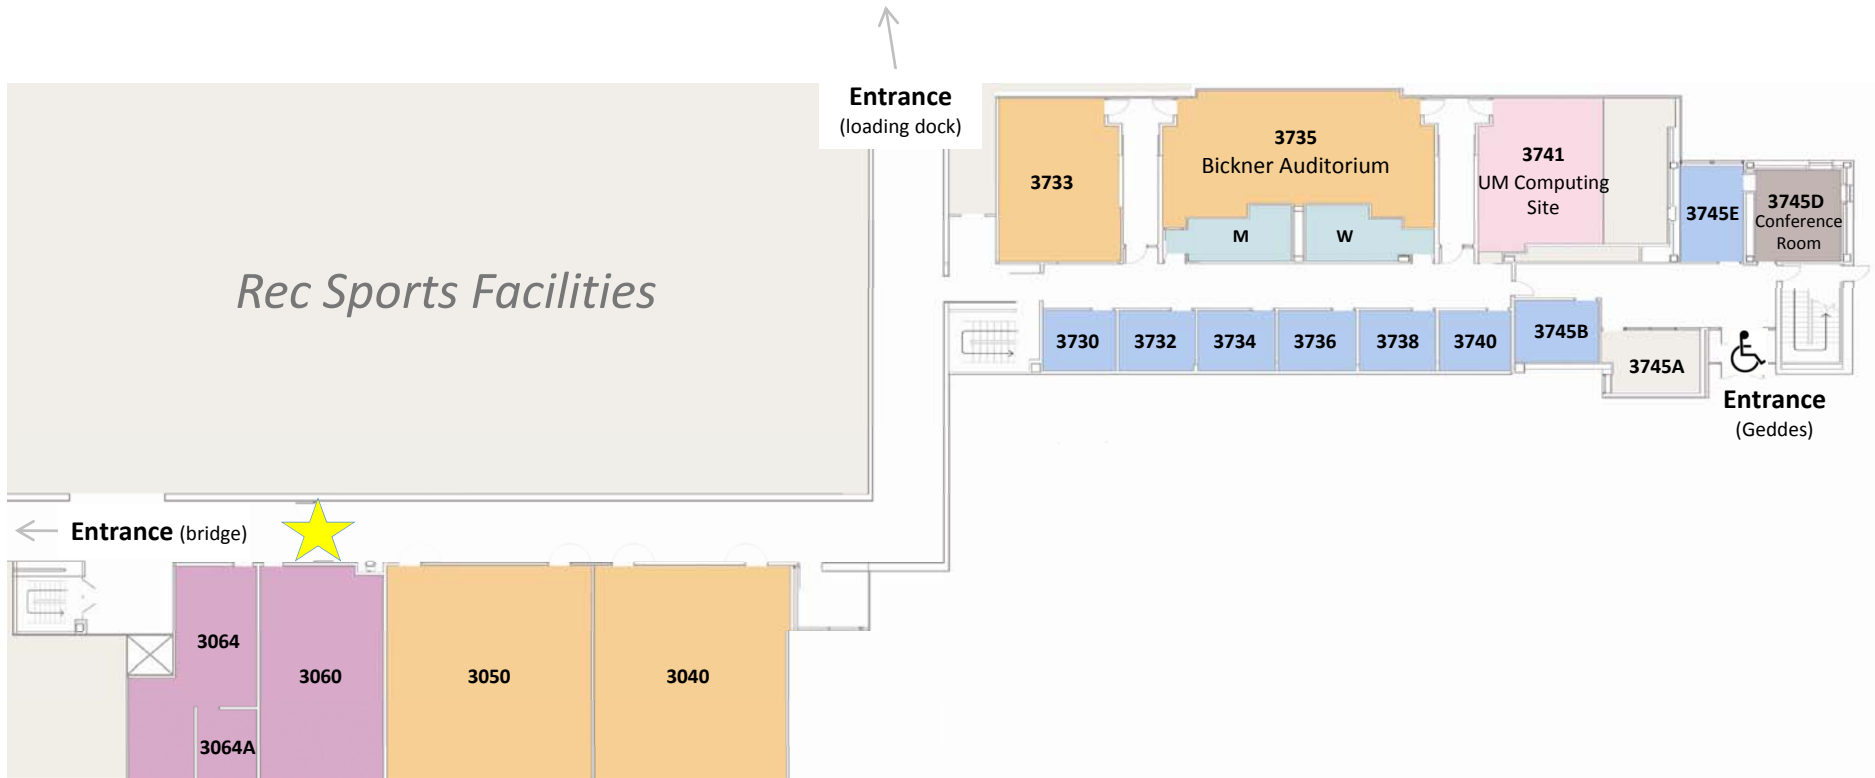 Entrance
(loading dock)
3735
Bickner Auditorium
3741
UM Computing
Site
3733
3745E
3745D
Conference
Room
M
W
Rec Sports Facilities
3730
3732
3734
3736
3738
3740
3745B
3745A
Entrance
(Geddes)
Entrance (bridge)
3064
3060
3050
3040
3064A